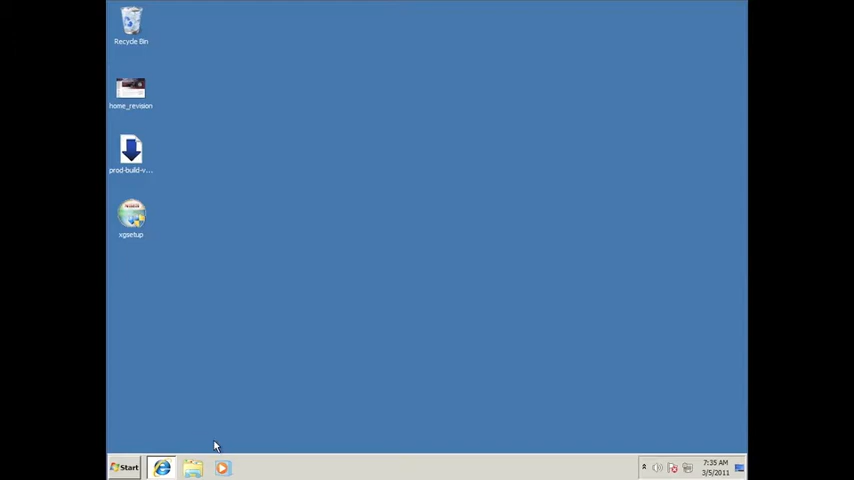 Recycle Bin
home_revision
prod-build-v...
xgsetup
Start
7:35 AM
3/5/2011